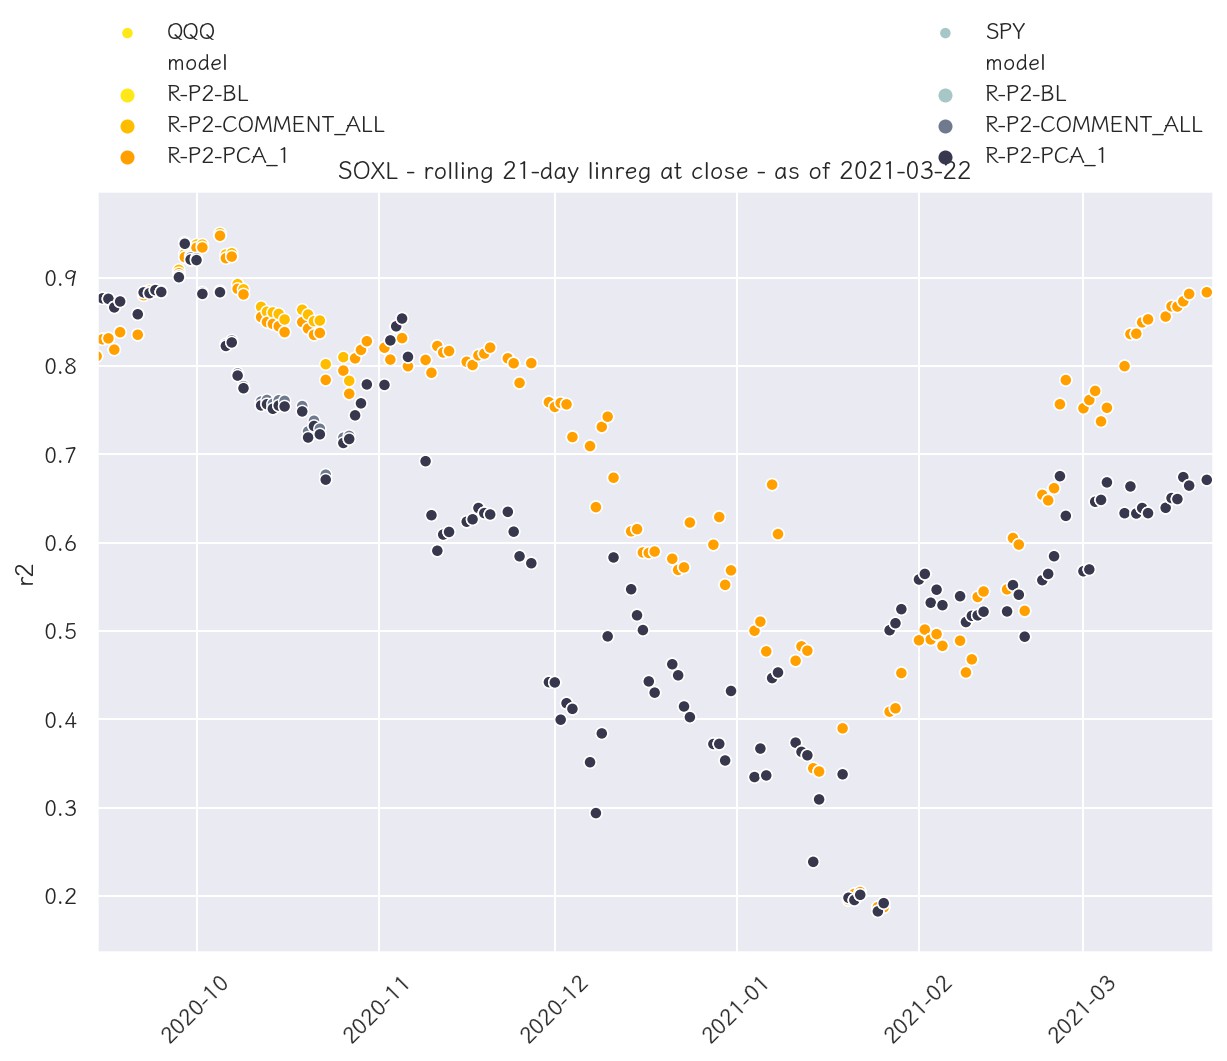 QQQ
model
R-P2-BL
R-P2-COMMENT_ALL
R-P2-PCA_1
SPY
model
R-P2-BL
R-P2-COMMENT_ALL
R-P2-PCA_1
SOXL - rolling 21-day linreg at close - as of 2021-03-22
0.9
0.8
0.7
0.6
0.5
0.4
0.3
0.2
r2
2020-10
2020-11
2020-12
2021-01
2021-02
2021-03